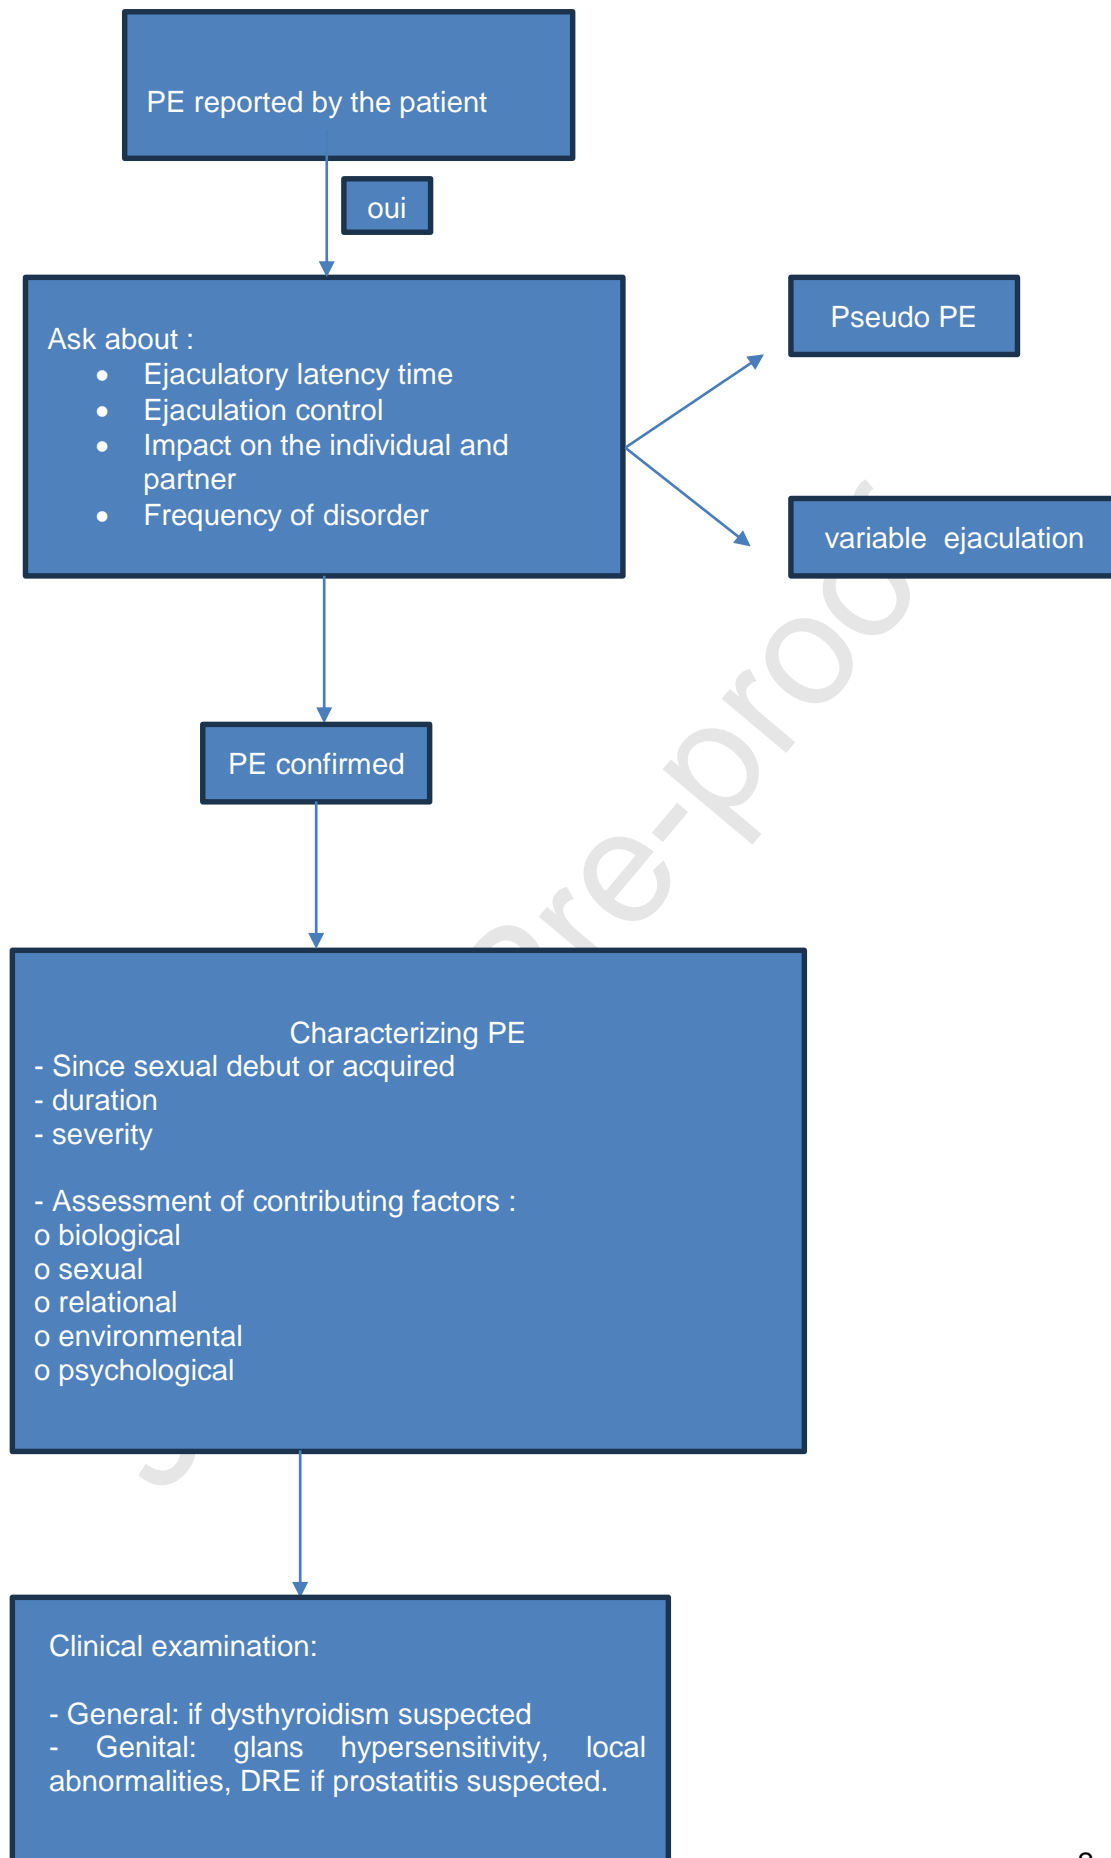 PE reported by the patient
oui
Ask about :
• Ejaculatory latency time
• Ejaculation control
• Impact on the individual and
partner
• Frequency of disorder
Pseudo PE
variable ejaculation
PE confirmed
Characterizing PE
- Since sexual debut or acquired
- duration
- severity
- Assessment of contributing factors :
o biological
o sexual
o relational
o environmental
o psychological
Clinical examination:
- General: if dysthyroidism suspected
- Genital: glans hypersensitivity, local
abnormalities, DRE if prostatitis suspected.
Pre-proof